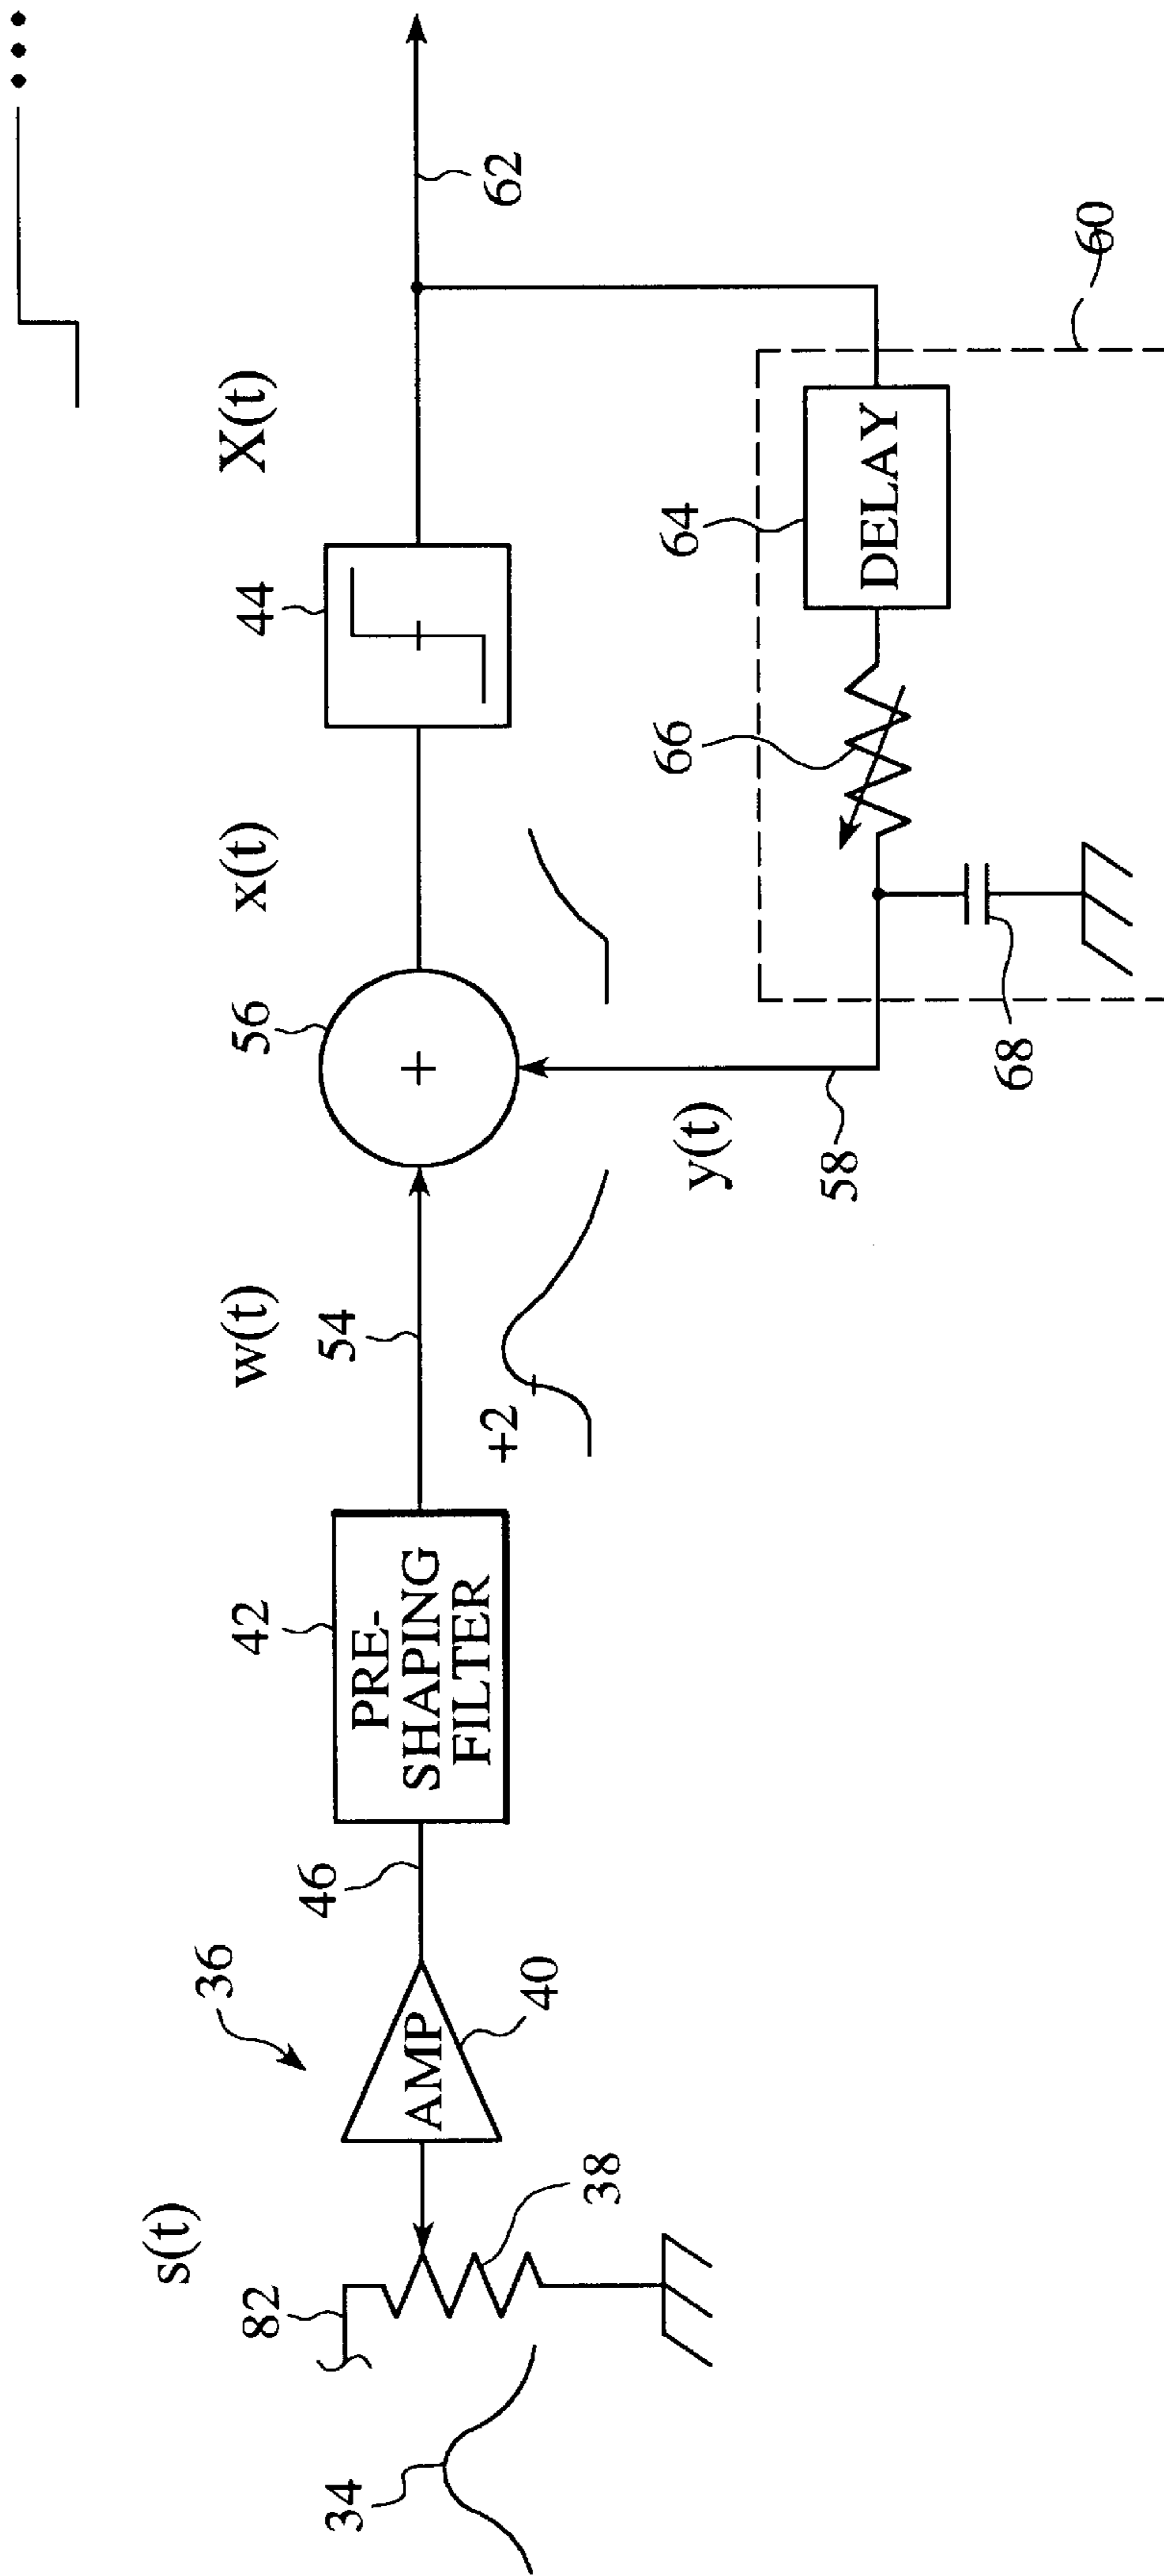 s(t)
82
34
38
36
AMP
40
46
42
PRE-
SHAPING
FILTER
w(t)
54
+2
56
+
x(t)
y(t)
58
44
X(t)
62
60
64
DELAY
66
68